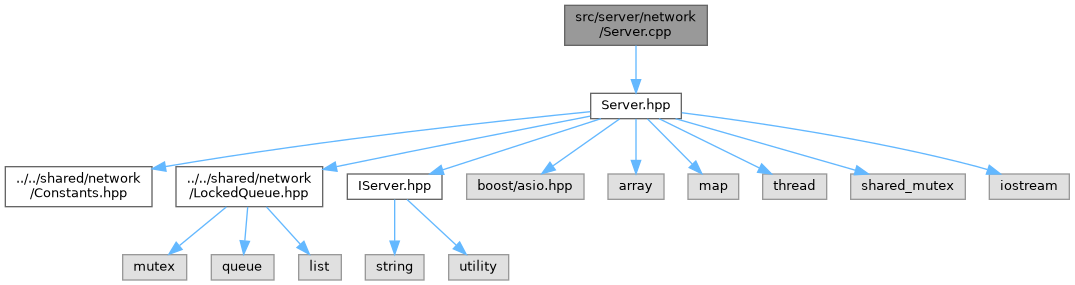 src/server/network
/Server.cpp
Server.hpp
../../shared/network
/Constants.hpp
../../shared/network
/LockedQueue.hpp
IServer.hpp
boost/asio.hpp
array
map
thread
shared_mutex
iostream
mutex
queue
list
string
utility